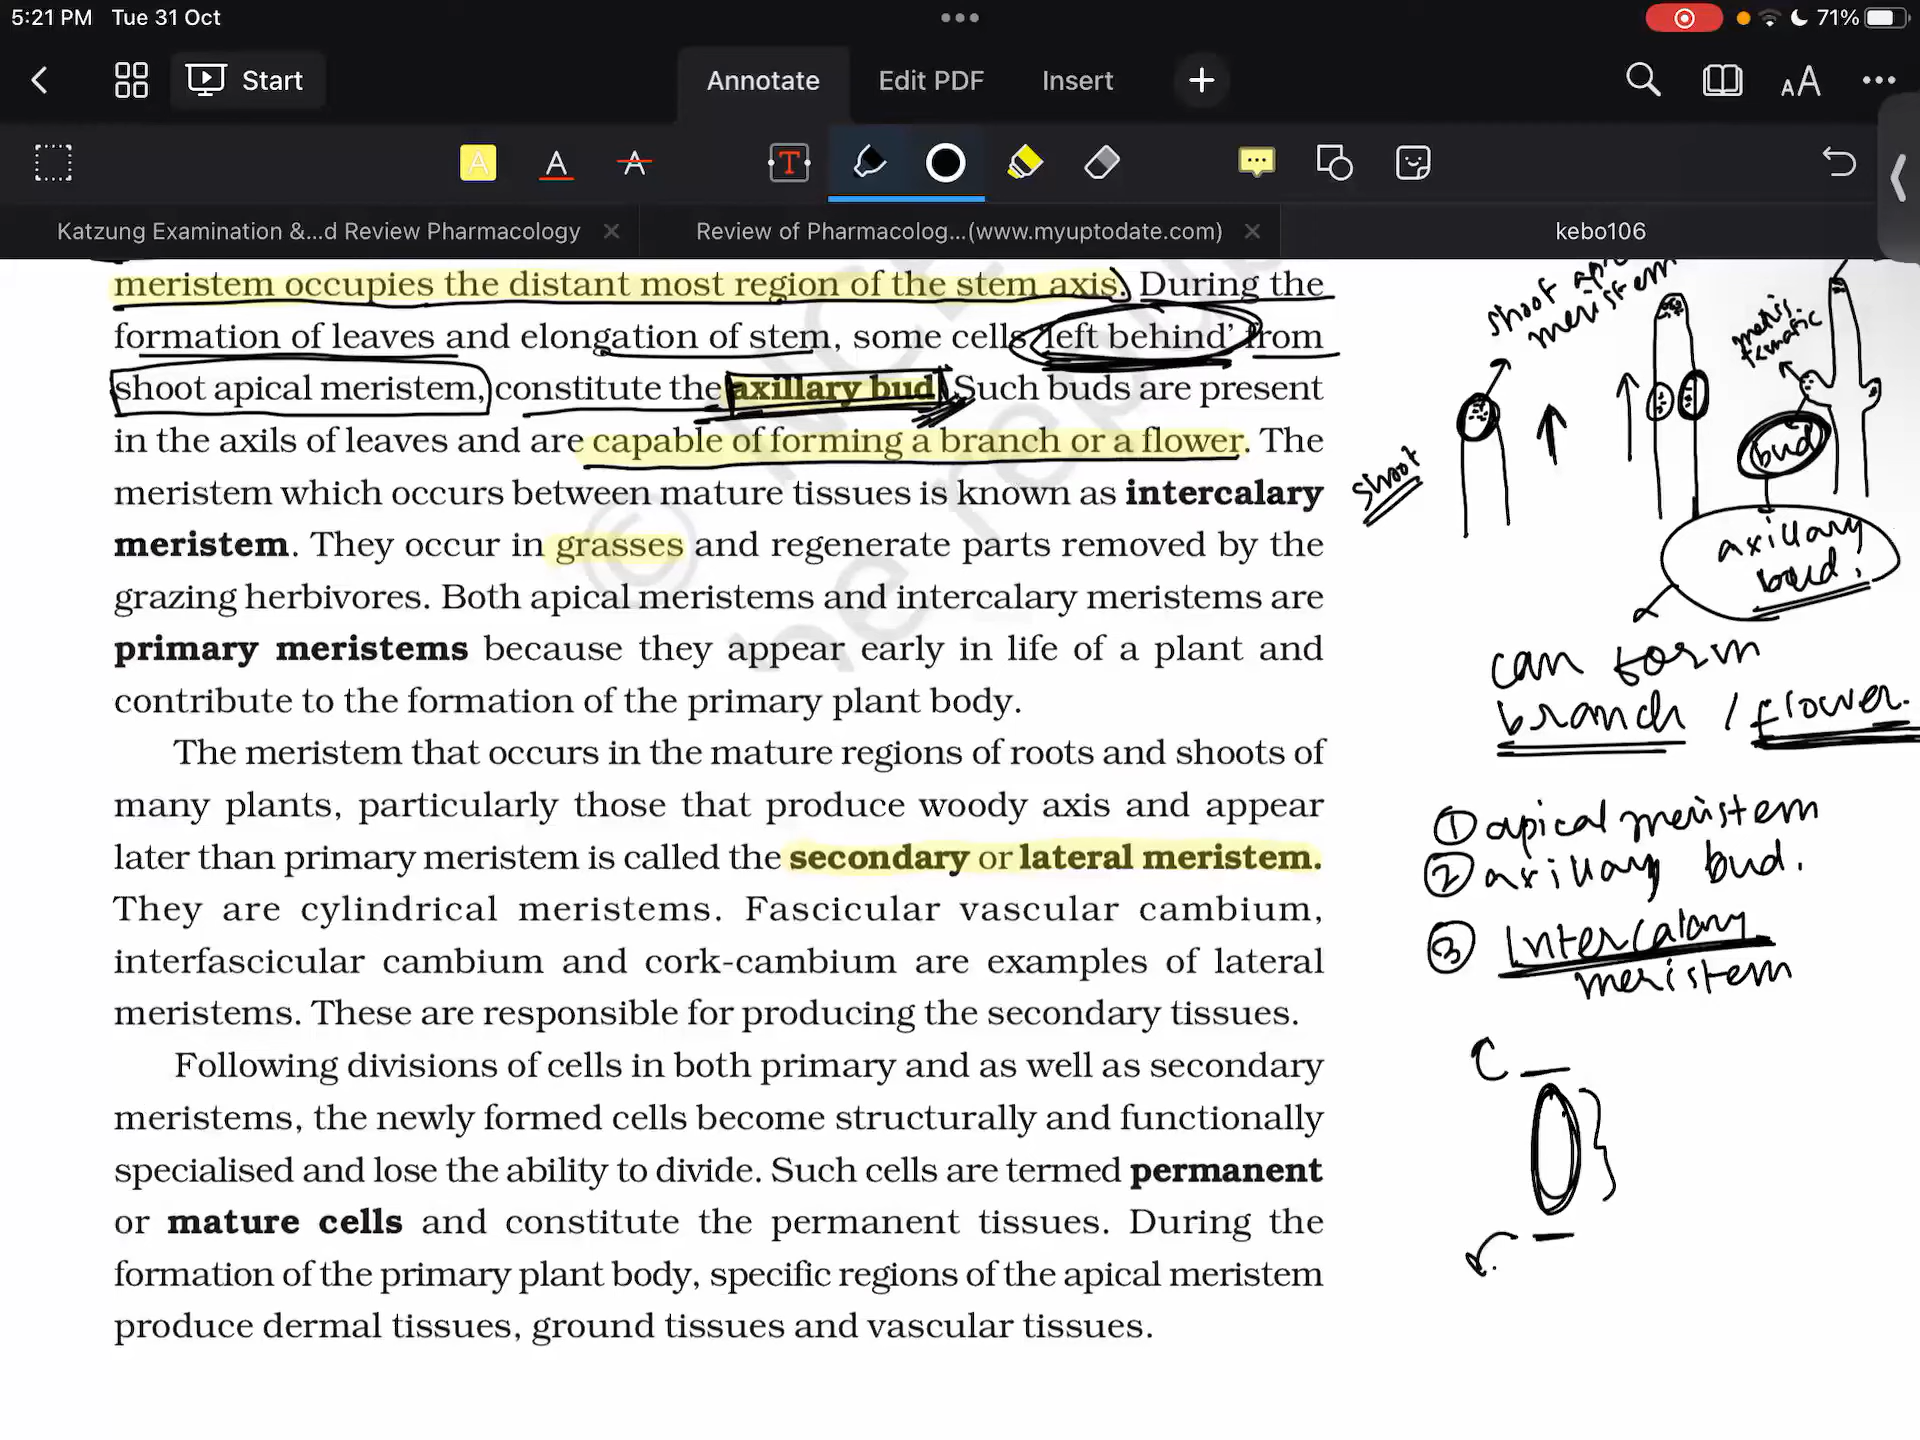 5:21 PM Tue 31 Oct
71%
Start
Annotate
Edit PDF
Insert
AA
A A A T
Katzung Examination &...d Review Pharmacology
Review of Pharmacolog...(www.myuptodate.com)
kebo106
meristem occupies the distant most region of the stem axis. During the
formation of leaves and elongation of stem, some cells 'left behind' from
shoot apical meristem, constitute the axillary bud. Such buds are present
in the axils of leaves and are capable of forming a branch or a flower. The
meristem which occurs between mature tissues is known as intercalary
meristem. They occur in grasses and regenerate parts removed by the
grazing herbivores. Both apical meristems and intercalary meristems are
primary meristems because they appear early in life of a plant and
contribute to the formation of the primary plant body.
The meristem that occurs in the mature regions of roots and shoots of
many plants, particularly those that produce woody axis and appear
later than primary meristem is called the secondary or lateral meristem.
They are cylindrical meristems. Fascicular vascular cambium,
interfascicular cambium and cork-cambium are examples of lateral
meristems. These are responsible for producing the secondary tissues.
Following divisions of cells in both primary and as well as secondary
meristems, the newly formed cells become structurally and functionally
specialised and lose the ability to divide. Such cells are termed permanent
or mature cells and constitute the permanent tissues. During the
formation of the primary plant body, specific regions of the apical meristem
produce dermal tissues, ground tissues and vascular tissues.
shoot
meristem
shoot
bud
axillary
bud.
can form
branch / flower.
① apical meristem
② axillary bud.
③ Intercalary
meristem